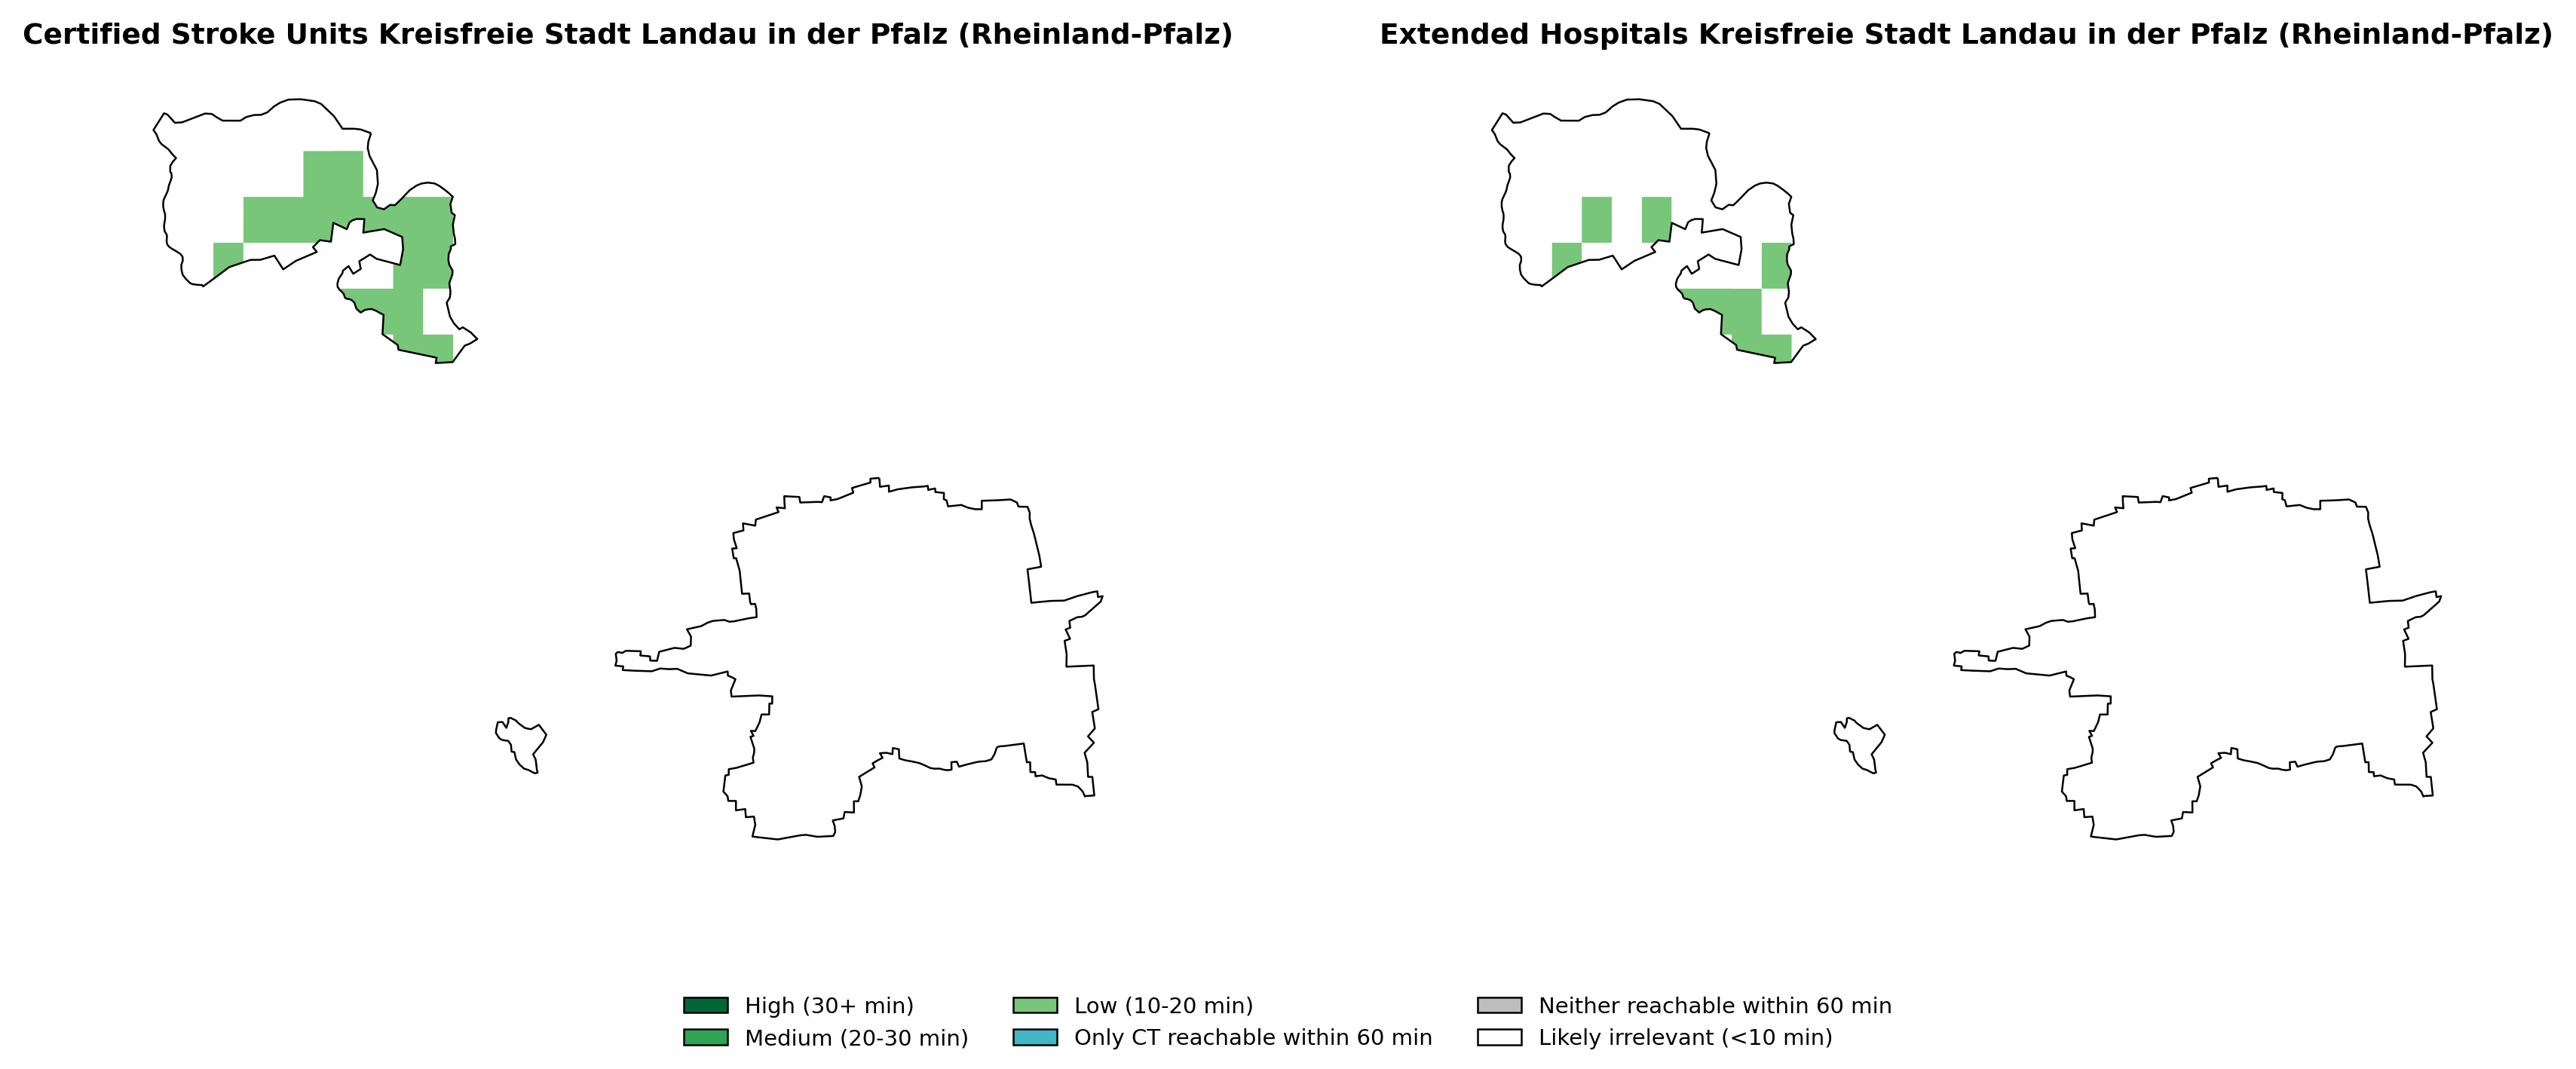 Certified Stroke Units Kreisfreie Stadt Landau in der Pfalz (Rheinland-Pfalz)
Extended Hospitals Kreisfreie Stadt Landau in der Pfalz (Rheinland-Pfalz)
High (30+ min)
Medium (20-30 min)
Low (10-20 min)
Only CT reachable within 60 min
Neither reachable within 60 min
Likely irrelevant (<10 min)